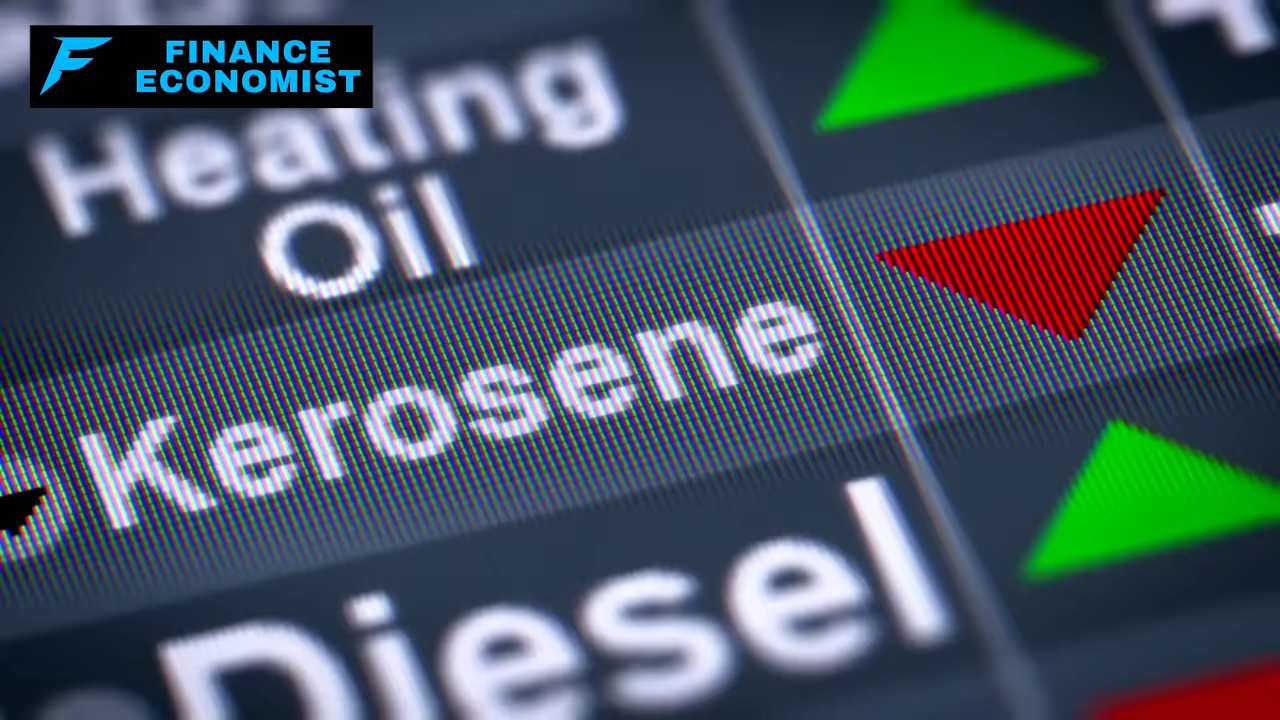 FINANCE
ECONOMIST
Heating
Oil
Kerosene
Diesel